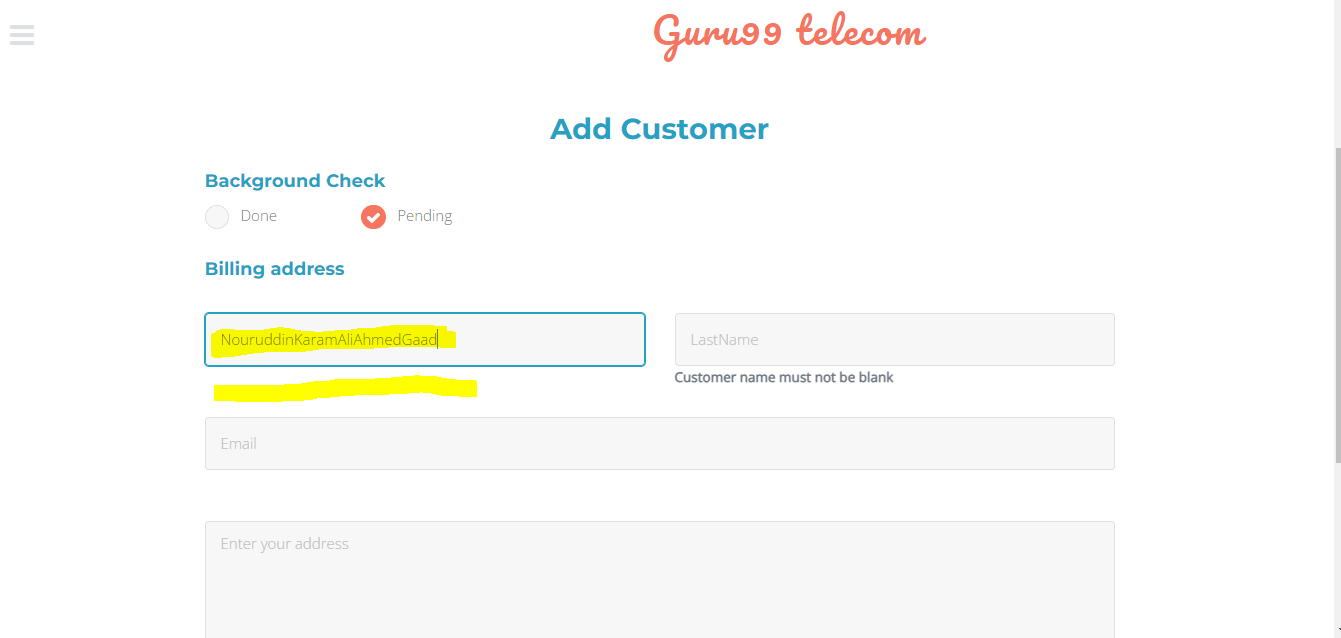 Guru99 telecom
Add Customer
Background Check
Done
Pending
Billing address
NouruddinKaramAliAhmedGaad
LastName
Customer name must not be blank
Email
Enter your address